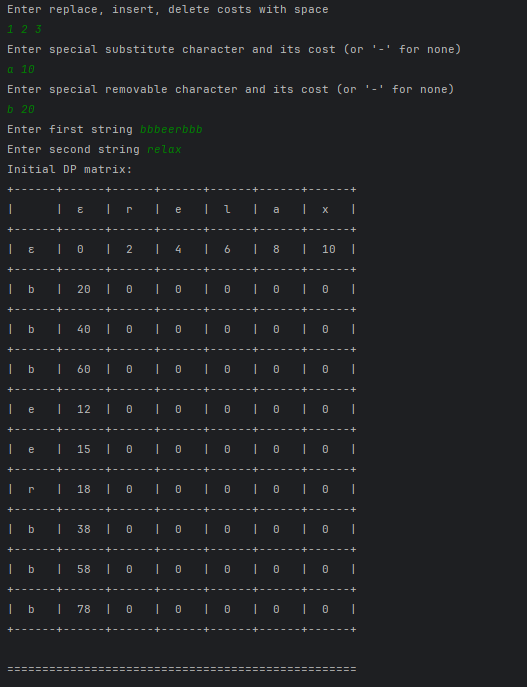 Enter replace, insert, delete costs with space
1 2 3
Enter special substitute character and its cost (or '-' for none)
a 10
Enter special removable character and its cost (or '-' for none)
b 20
Enter first string bbbeerbbb
Enter second string relax
Initial DP matrix:
+------+------+------+------+------+------+------+
|      |  ε   |  r   |  e   |  l   |  a   |  x   |
+------+------+------+------+------+------+------+
|  ε   |  0   |  2   |  4   |  6   |  8   |  10  |
+------+------+------+------+------+------+------+
|  b   |  20  |  0   |  0   |  0   |  0   |  0   |
+------+------+------+------+------+------+------+
|  b   |  40  |  0   |  0   |  0   |  0   |  0   |
+------+------+------+------+------+------+------+
|  b   |  60  |  0   |  0   |  0   |  0   |  0   |
+------+------+------+------+------+------+------+
|  e   |  12  |  0   |  0   |  0   |  0   |  0   |
+------+------+------+------+------+------+------+
|  e   |  15  |  0   |  0   |  0   |  0   |  0   |
+------+------+------+------+------+------+------+
|  r   |  18  |  0   |  0   |  0   |  0   |  0   |
+------+------+------+------+------+------+------+
|  b   |  38  |  0   |  0   |  0   |  0   |  0   |
+------+------+------+------+------+------+------+
|  b   |  58  |  0   |  0   |  0   |  0   |  0   |
+------+------+------+------+------+------+------+
|  b   |  78  |  0   |  0   |  0   |  0   |  0   |
+------+------+------+------+------+------+------+
==================================================